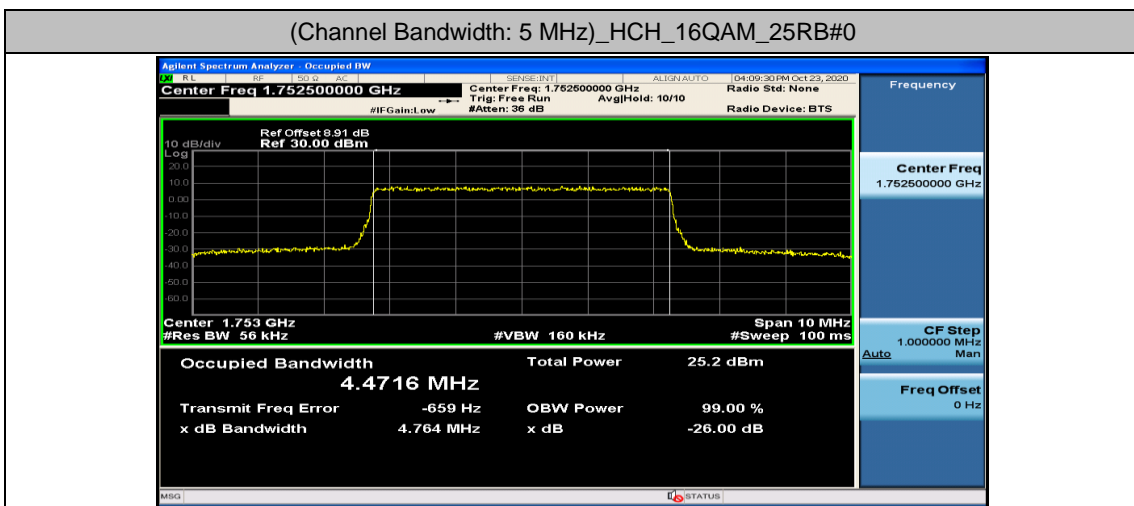 (Channel Bandwidth: 5 MHz)_HCH_16QAM_25RB#0
Agilent Spectrum Analyzer - Occupied BW
LXI RL RF 50 Ω AC SENSE:INT ALIGN AUTO 04:09:30 PM Oct 23, 2020
Center Freq 1.752500000 GHz Center Freq: 1.752500000 GHz Radio Std: None
Trig: Free Run Avg|Hold: 10/10
#IFGain:Low #Atten: 36 dB Radio Device: BTS
Ref Offset 8.91 dB
10 dB/div Ref 30.00 dBm
Log
20.0
10.0
0.00
-10.0
-20.0
-30.0
-40.0
-50.0
-60.0
Center 1.753 GHz Span 10 MHz
#Res BW 56 kHz #VBW 160 kHz #Sweep 100 ms
Occupied Bandwidth Total Power 25.2 dBm
4.4716 MHz
Transmit Freq Error -659 Hz OBW Power 99.00 %
x dB Bandwidth 4.764 MHz x dB -26.00 dB
MSG STATUS
Frequency
Center Freq
1.752500000 GHz
CF Step
1.000000 MHz
Auto Man
Freq Offset
0 Hz